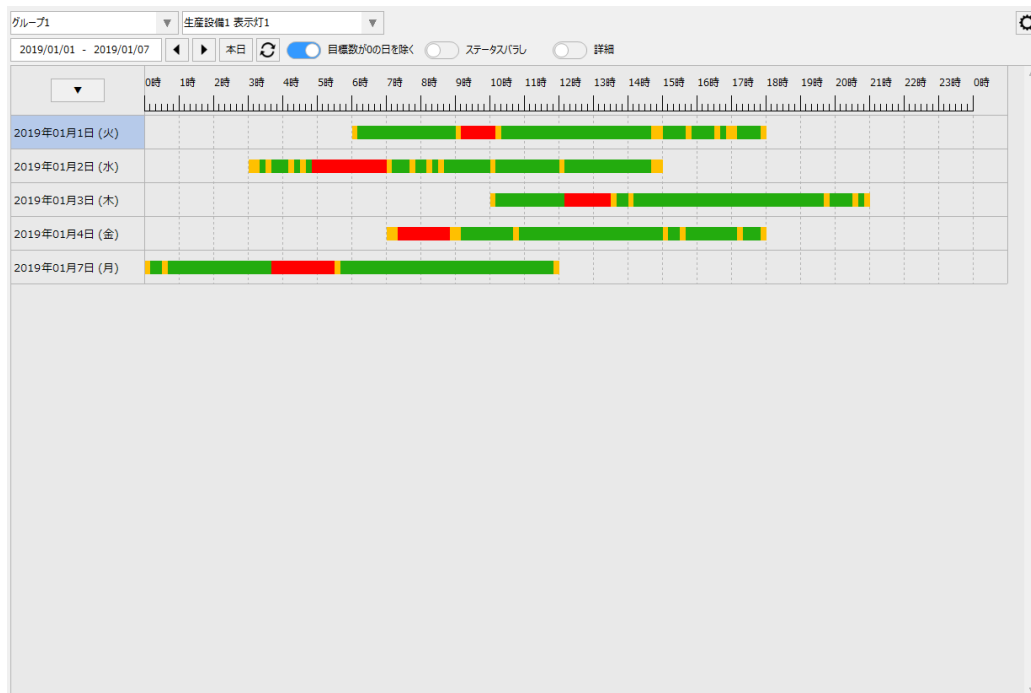 グループ1 ▼ 生産設備1 表示灯1 ▼
2019/01/01 - 2019/01/07 ◀ ▶ 本日 目標数が0の日を除く ステータスバラし 詳細
▼ 0時 1時 2時 3時 4時 5時 6時 7時 8時 9時 10時 11時 12時 13時 14時 15時 16時 17時 18時 19時 20時 21時 22時 23時 0時
2019年01月1日 (火)
2019年01月2日 (水)
2019年01月3日 (木)
2019年01月4日 (金)
2019年01月7日 (月)